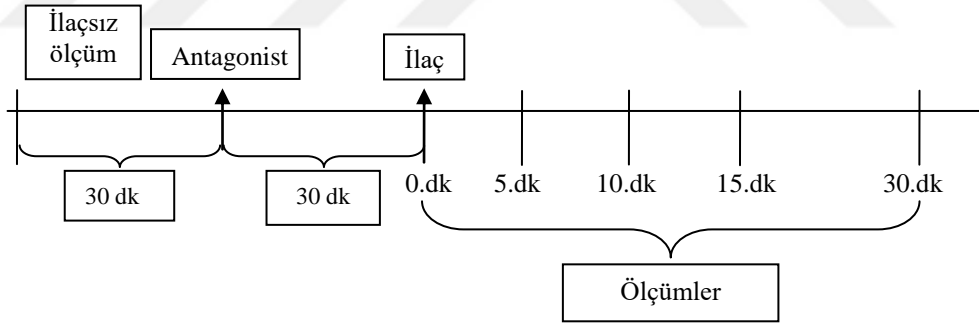 İlaçsız
ölçüm
Antagonist
İlaç
30 dk
30 dk
0.dk
5.dk
10.dk
15.dk
30.dk
Ölçümler